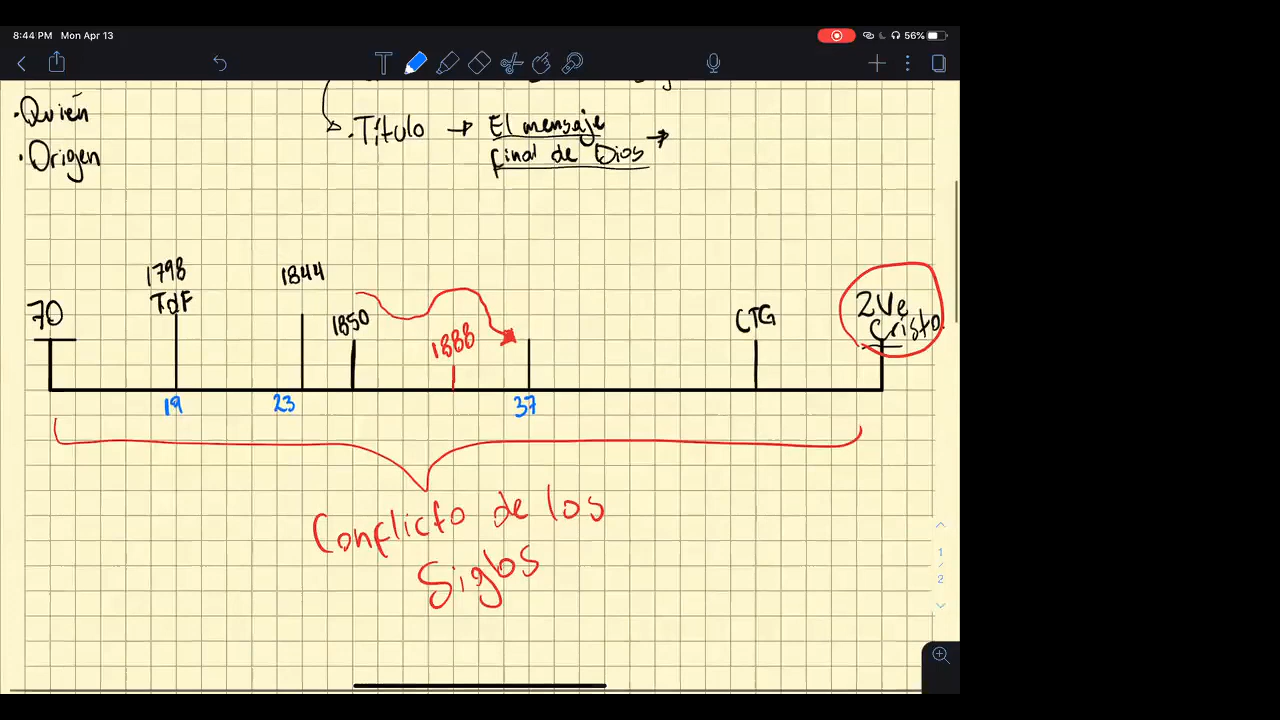 8:44 PM Mon Apr 13
56%
·Quién
·Origen
·Título → El mensaje
final de Dios →
70
1798
TdF
1844
1850
1888
CTG
2Ve
Cristo
19
23
37
Conflicto de los
Siglos
1
/
2